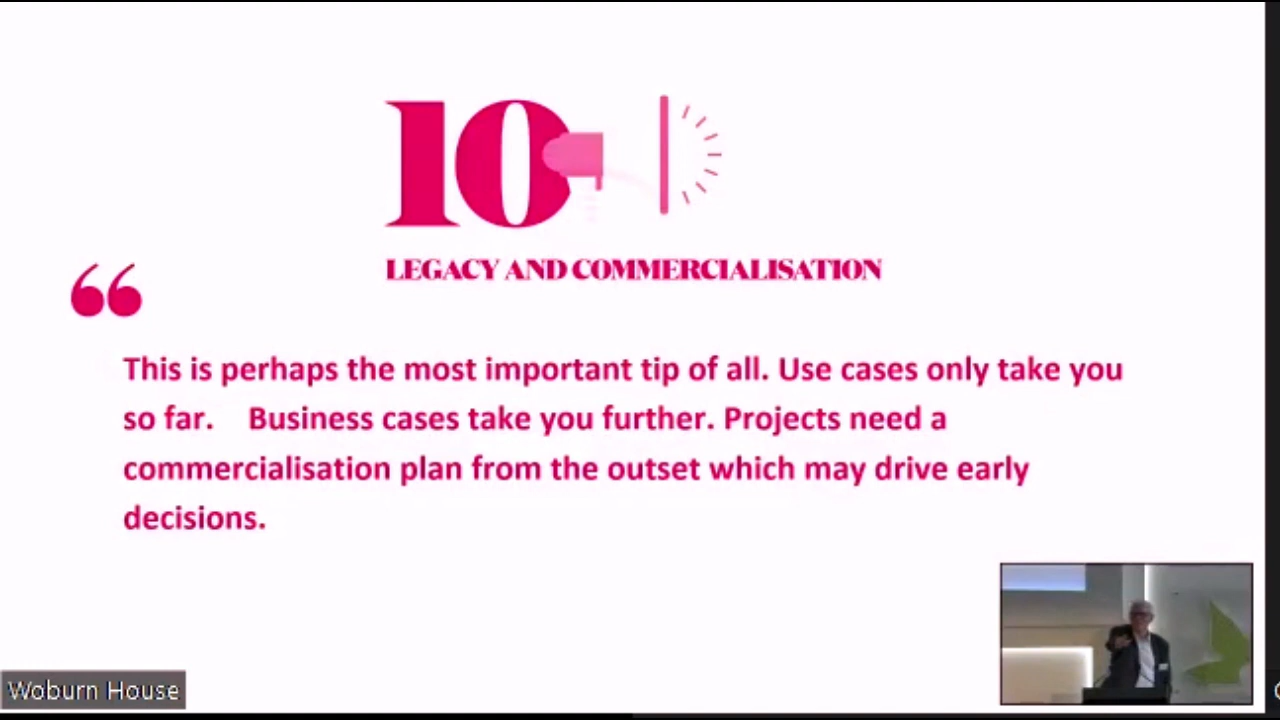 10
LEGACY AND COMMERCIALISATION
“
This is perhaps the most important tip of all. Use cases only take you
so far. Business cases take you further. Projects need a
commercialisation plan from the outset which may drive early
decisions.
Woburn House